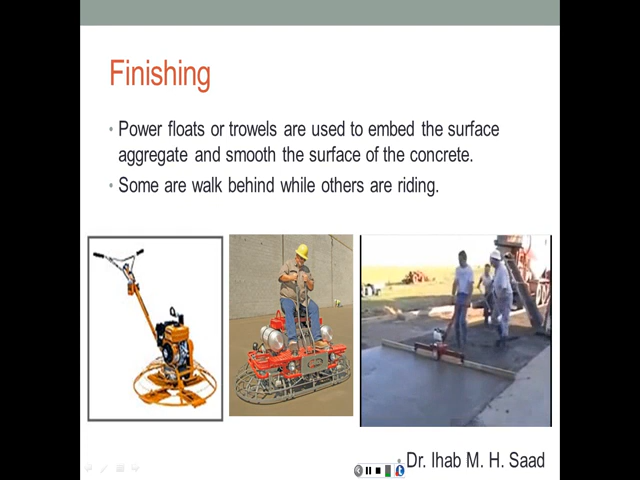 Finishing
• Power floats or trowels are used to embed the surface
aggregate and smooth the surface of the concrete.
• Some are walk behind while others are riding.
• Dr. Ihab M. H. Saad